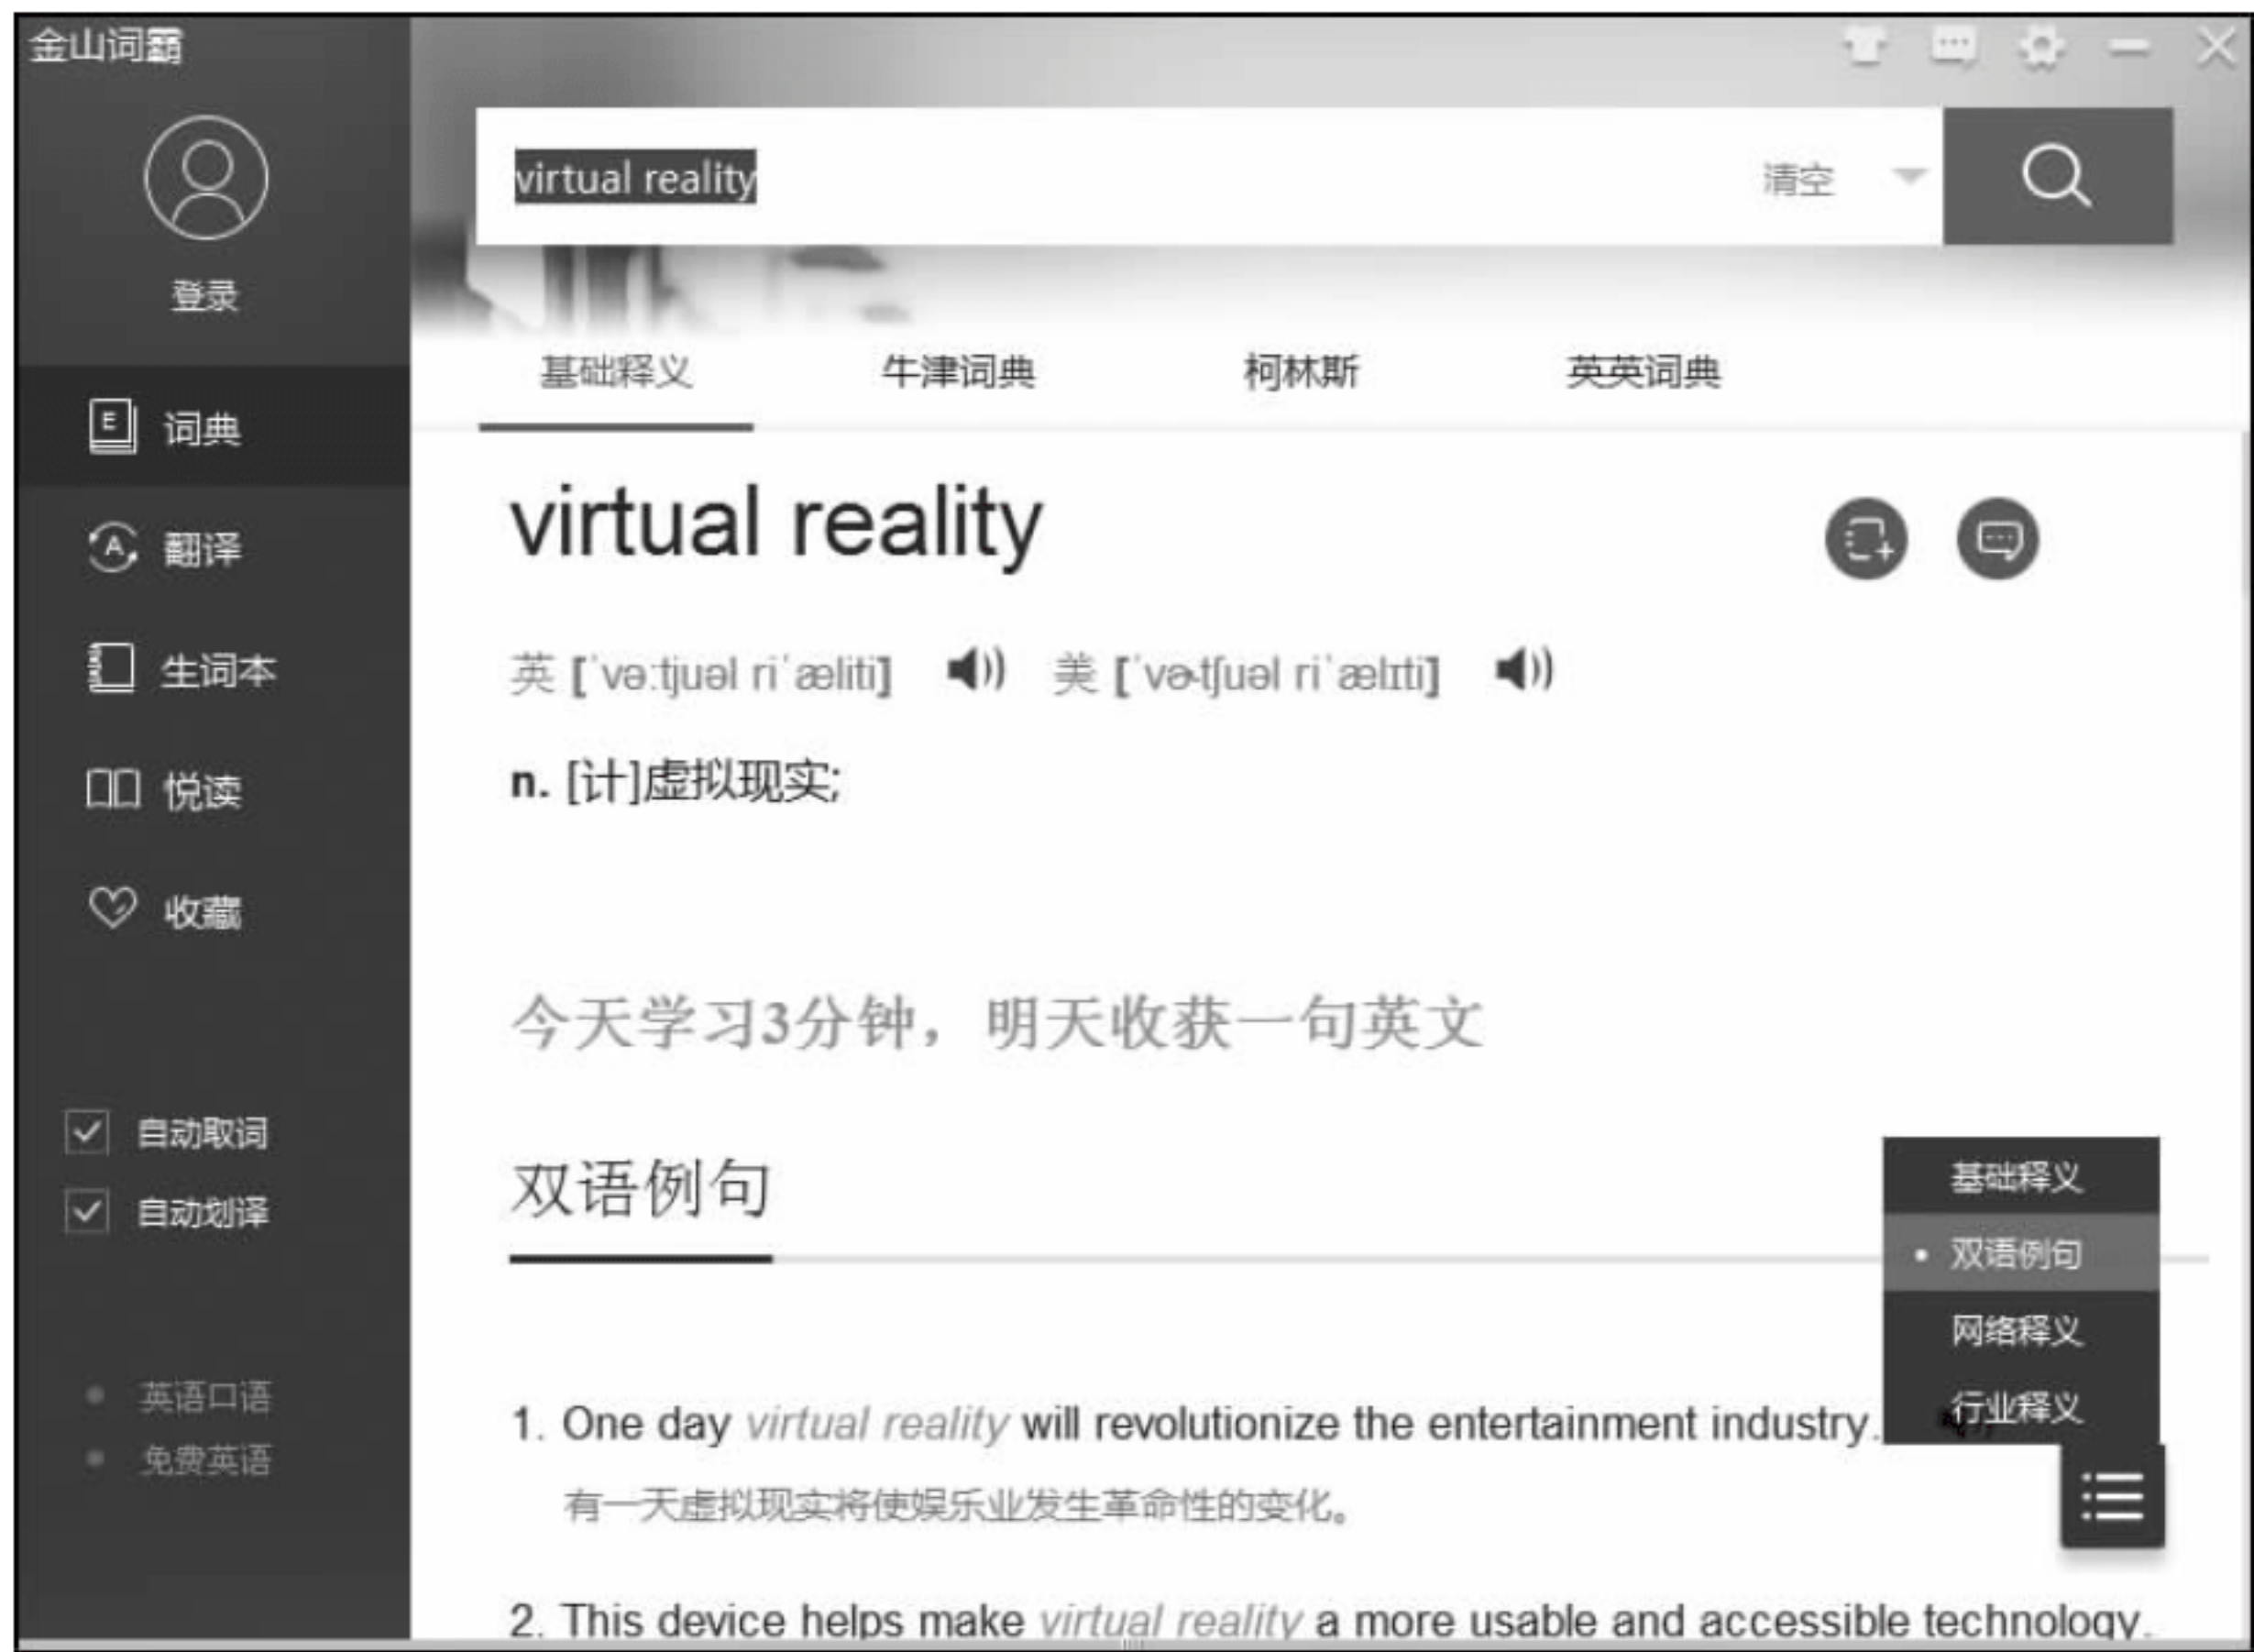 金山词霸
登录
词典
翻译
生词本
悦读
收藏
自动取词
自动划译
英语口语
免费英语
virtual reality 清空
基础释义 牛津词典 柯林斯 英英词典
virtual reality
英 [ˈvə:tjuəl riˈæliti] 美 [ˈvɚtʃuəl riˈælɪti]
n. [计]虚拟现实;
今天学习3分钟，明天收获一句英文
双语例句
基础释义
双语例句
网络释义
行业释义
1. One day virtual reality will revolutionize the entertainment industry.
有一天虚拟现实将使娱乐业发生革命性的变化。
2. This device helps make virtual reality a more usable and accessible technology.